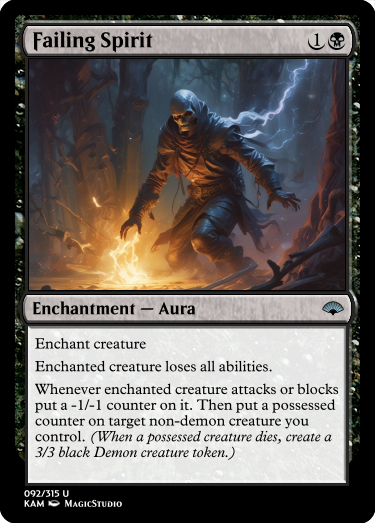 Failing Spirit 1
Enchantment — Aura
Enchant creature
Enchanted creature loses all abilities.
Whenever enchanted creature attacks or blocks
put a -1/-1 counter on it. Then put a possessed
counter on target non-demon creature you
control. (When a possessed creature dies, create a
3/3 black Demon creature token.)
092/315 U
KAM MagicStudio